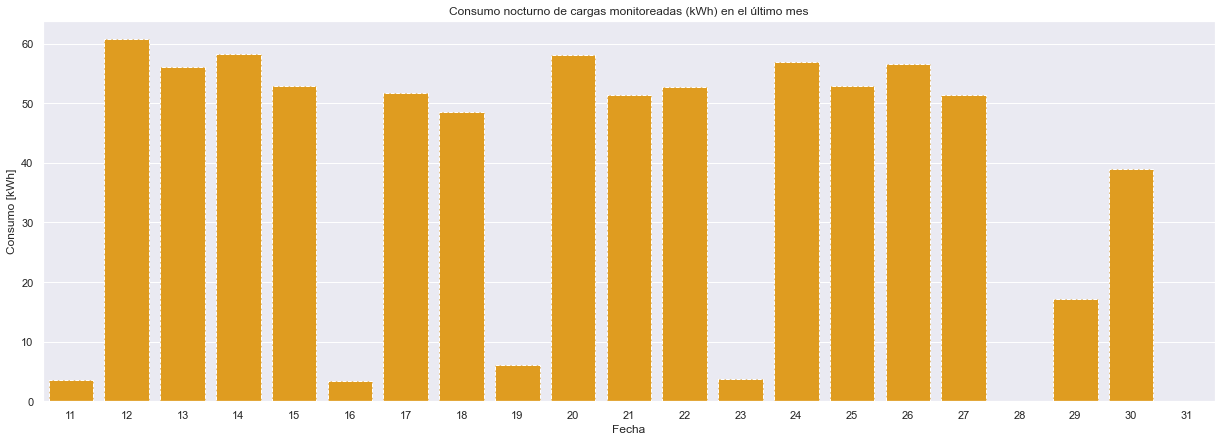 Consumo nocturno de cargas monitoreadas (kWh) en el último mes
Consumo [kWh]
60
50
40
30
20
10
0
11 12 13 14 15 16 17 18 19 20 21 22 23 24 25 26 27 28 29 30 31
Fecha